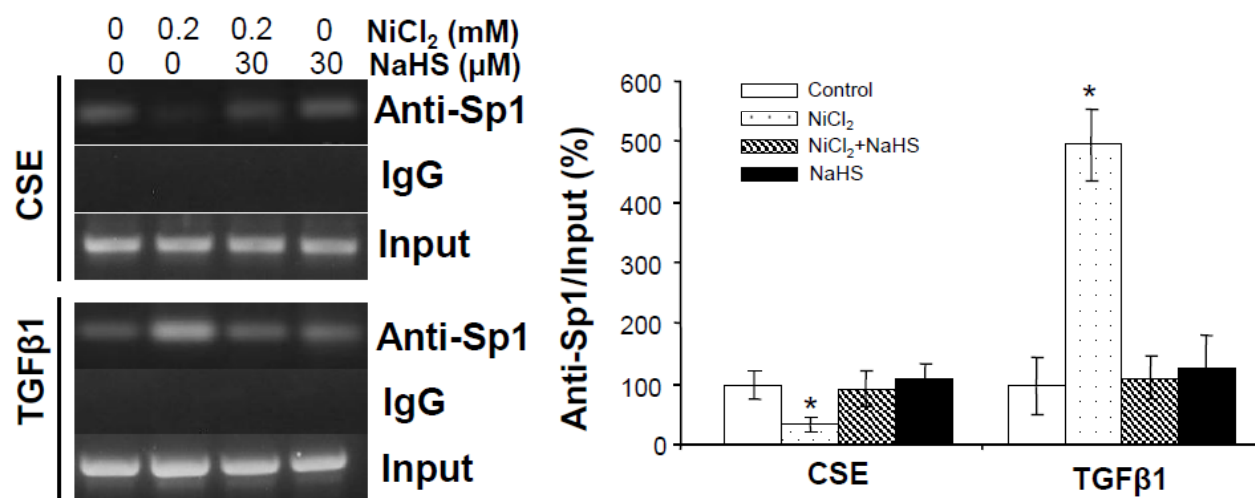 0 0.2 0.2 0 NiCl₂ (mM)
0 0 30 30 NaHS (µM)
CSE
Anti-Sp1
IgG
Input
TGFβ1
Anti-Sp1
IgG
Input
Anti-Sp1/Input (%)
600
500
400
300
200
100
0
Control
NiCl₂
NiCl₂+NaHS
NaHS
*
*
CSE TGFβ1